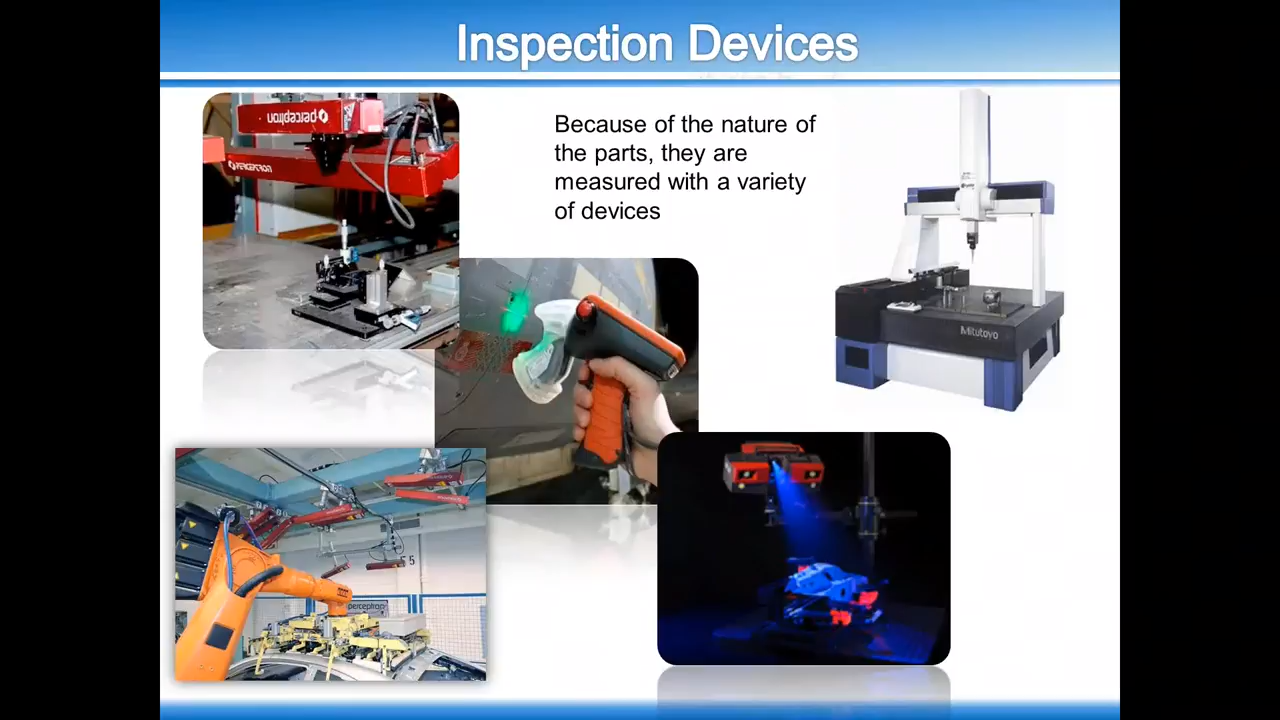 Inspection Devices
perceptron
PERCEPTRON
Because of the nature of
the parts, they are
measured with a variety
of devices
Mitutoyo
perceptron